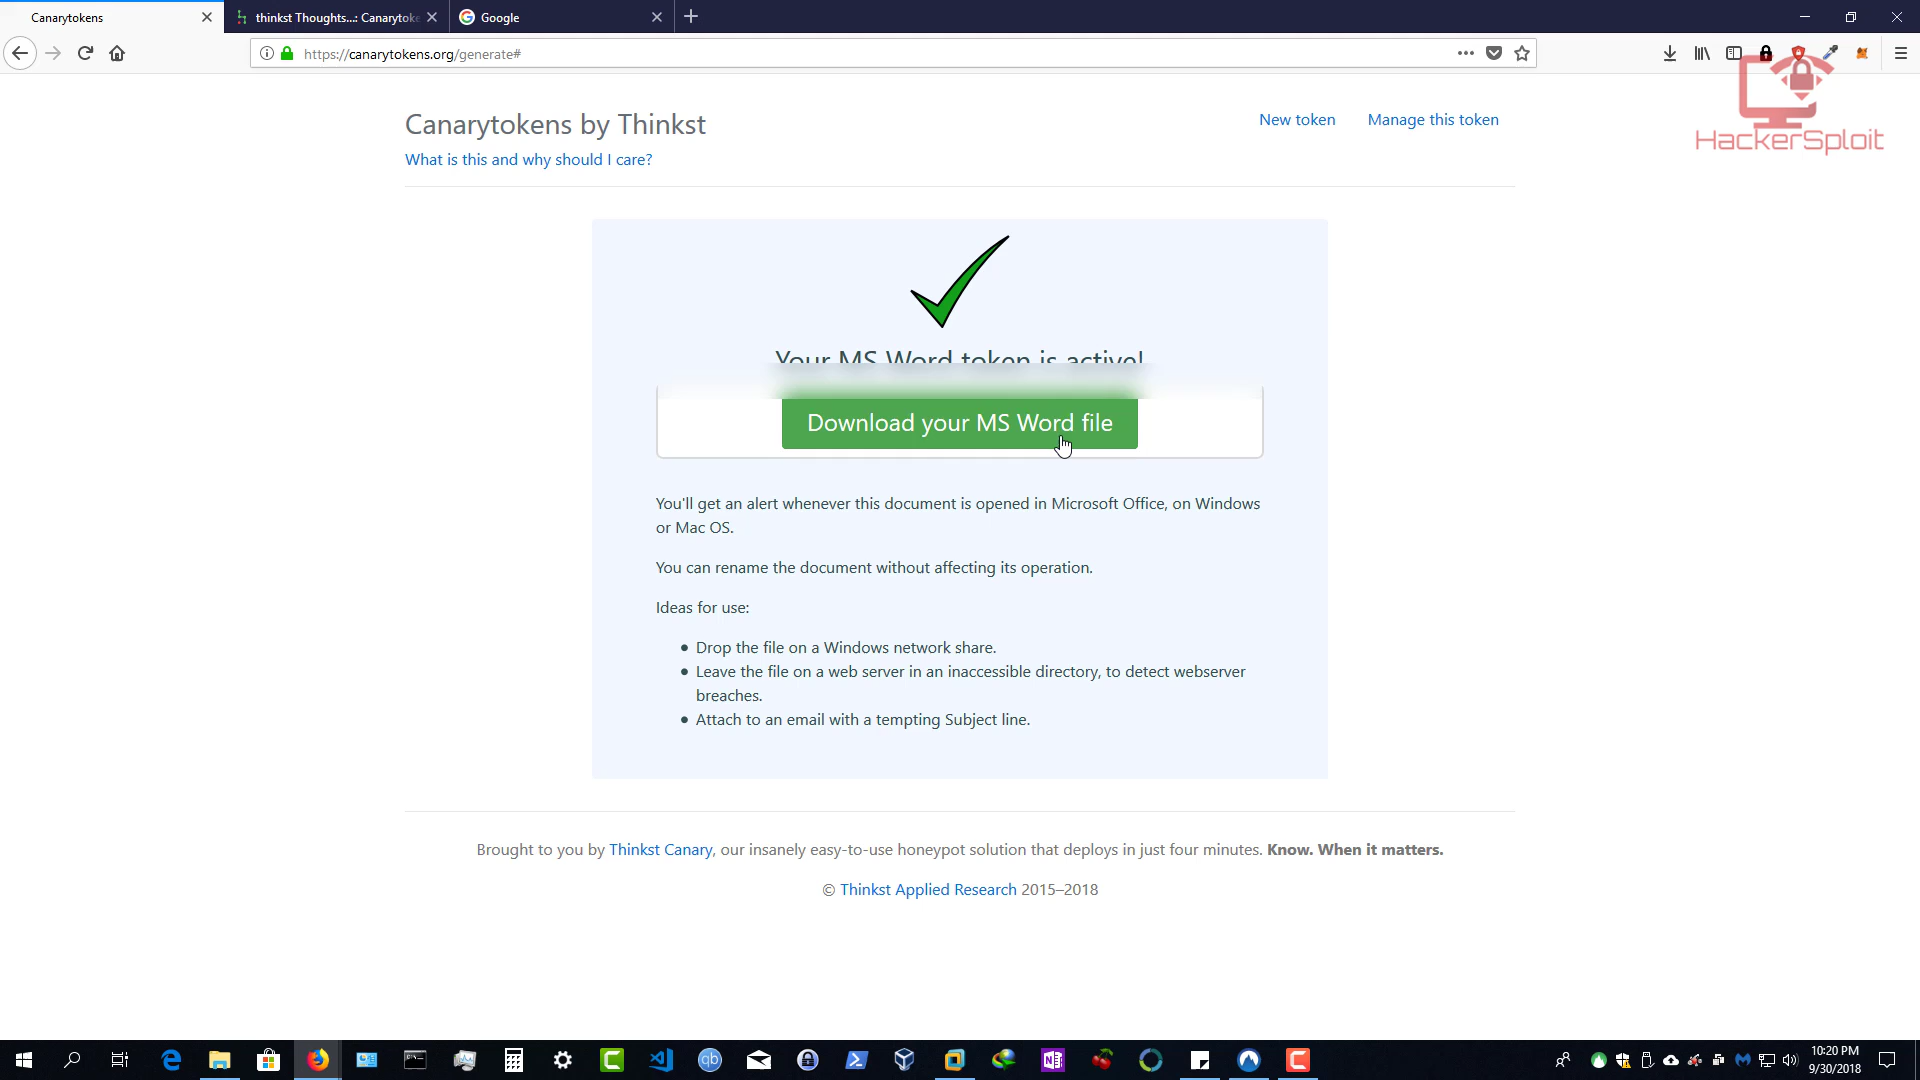 Canarytokens
thinkst Thoughts...: Canarytoke
Google
https://canarytokens.org/generate#
HackerSploit
Canarytokens by Thinkst
New token
Manage this token
What is this and why should I care?
Your MS Word token is active!
Download your MS Word file
You'll get an alert whenever this document is opened in Microsoft Office, on Windows
or Mac OS.
You can rename the document without affecting its operation.
Ideas for use:
Drop the file on a Windows network share.
Leave the file on a web server in an inaccessible directory, to detect webserver
breaches.
Attach to an email with a tempting Subject line.
Brought to you by Thinkst Canary, our insanely easy-to-use honeypot solution that deploys in just four minutes. Know. When it matters.
© Thinkst Applied Research 2015–2018
qb
10:20 PM
9/30/2018